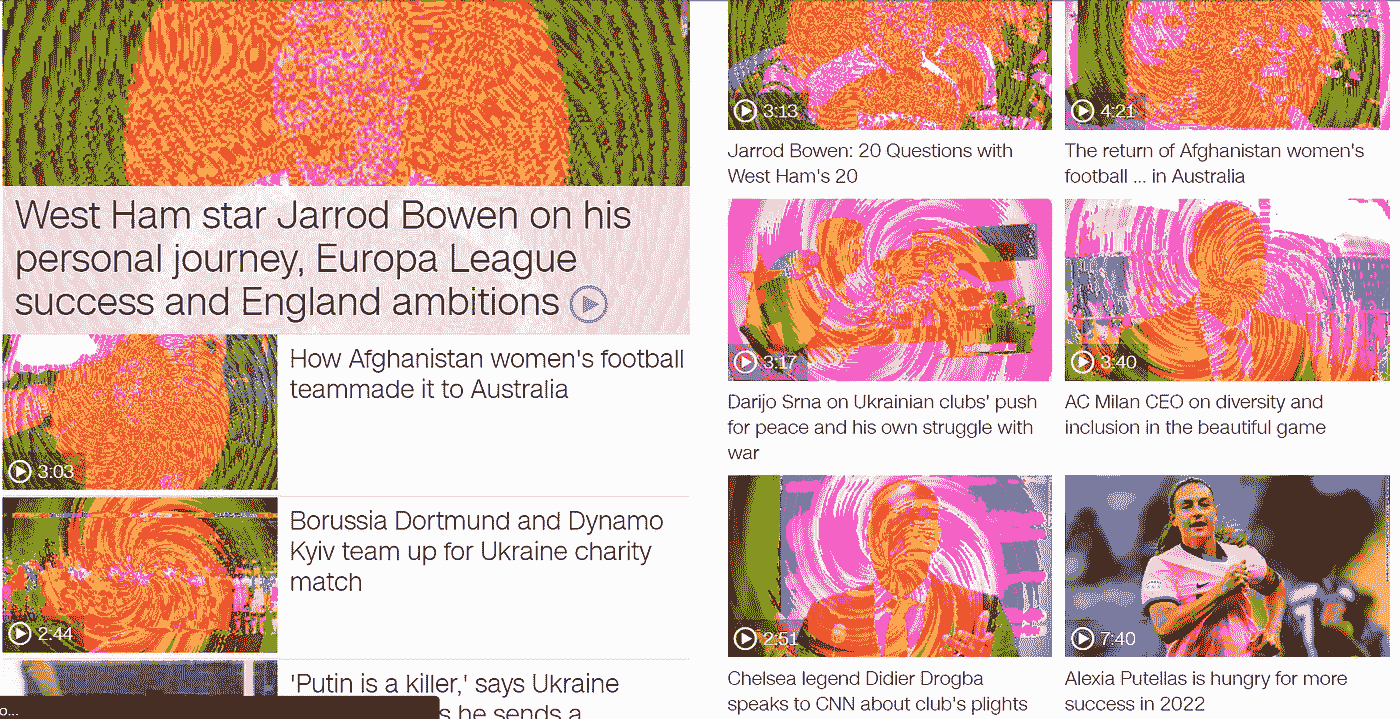 West Ham star Jarrod Bowen on his
personal journey, Europa League
success and England ambitions
3:03
How Afghanistan women's football
teammade it to Australia
2:44
Borussia Dortmund and Dynamo
Kyiv team up for Ukraine charity
match
'Putin is a killer,' says Ukraine
s he sends a
o...
3:13
Jarrod Bowen: 20 Questions with
West Ham's 20
4:21
The return of Afghanistan women's
football ... in Australia
3:17
Darijo Srna on Ukrainian clubs' push
for peace and his own struggle with
war
3:40
AC Milan CEO on diversity and
inclusion in the beautiful game
2:51
Chelsea legend Didier Drogba
speaks to CNN about club's plights
7:40
Alexia Putellas is hungry for more
success in 2022